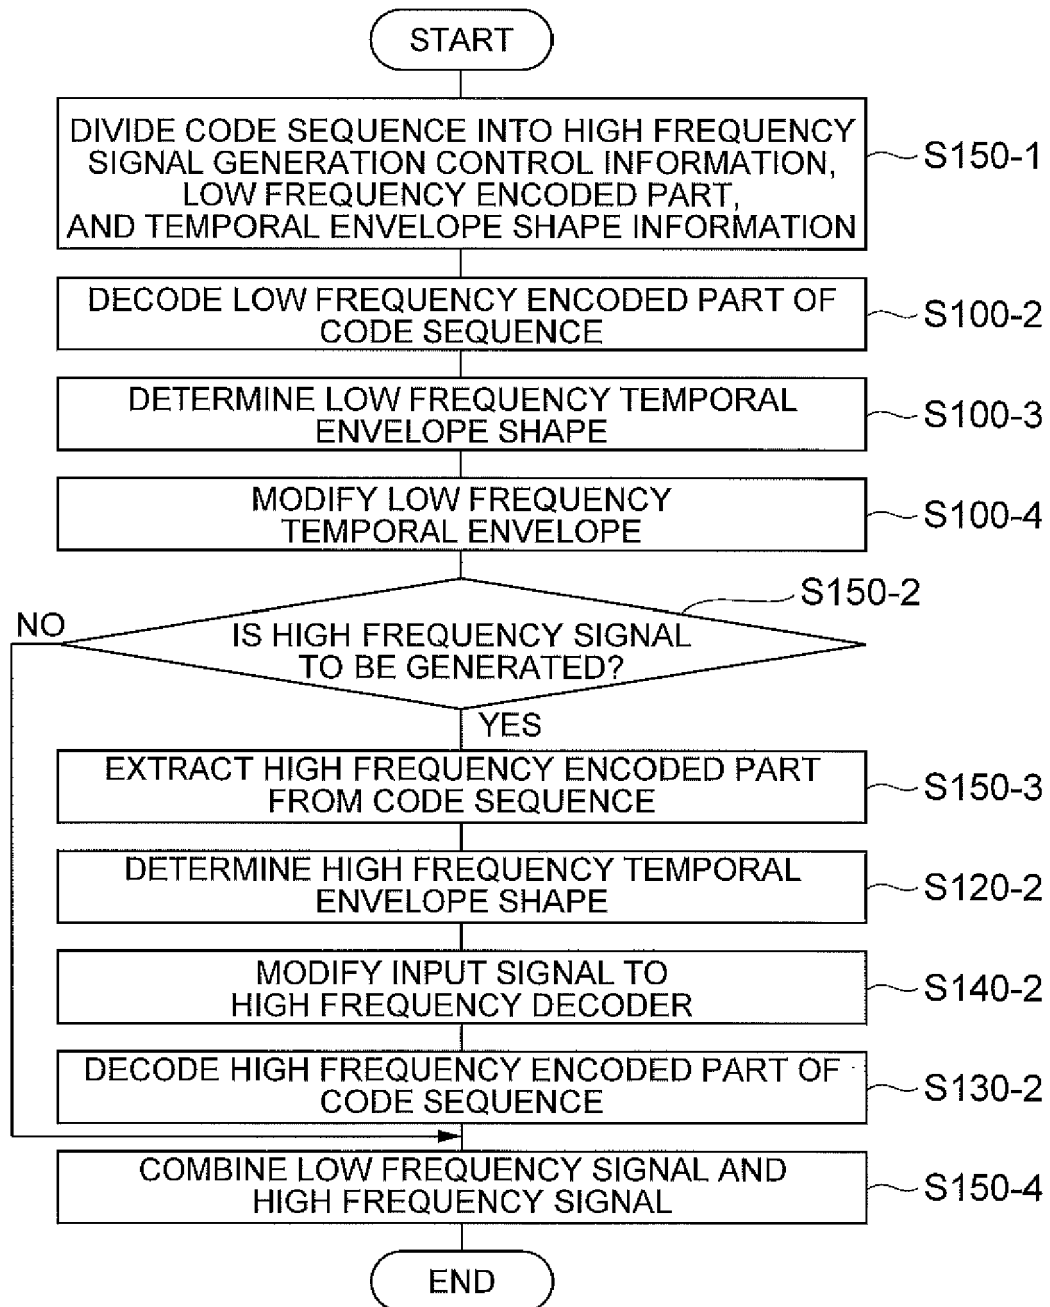 START
DIVIDE CODE SEQUENCE INTO HIGH FREQUENCY
SIGNAL GENERATION CONTROL INFORMATION,
LOW FREQUENCY ENCODED PART,
AND TEMPORAL ENVELOPE SHAPE INFORMATION
S150-1
DECODE LOW FREQUENCY ENCODED PART OF
CODE SEQUENCE
S100-2
DETERMINE LOW FREQUENCY TEMPORAL
ENVELOPE SHAPE
S100-3
MODIFY LOW FREQUENCY
TEMPORAL ENVELOPE
S100-4
S150-2
NO
IS HIGH FREQUENCY SIGNAL
TO BE GENERATED?
YES
EXTRACT HIGH FREQUENCY ENCODED PART
FROM CODE SEQUENCE
S150-3
DETERMINE HIGH FREQUENCY TEMPORAL
ENVELOPE SHAPE
S120-2
MODIFY INPUT SIGNAL TO
HIGH FREQUENCY DECODER
S140-2
DECODE HIGH FREQUENCY ENCODED PART OF
CODE SEQUENCE
S130-2
COMBINE LOW FREQUENCY SIGNAL AND
HIGH FREQUENCY SIGNAL
S150-4
END